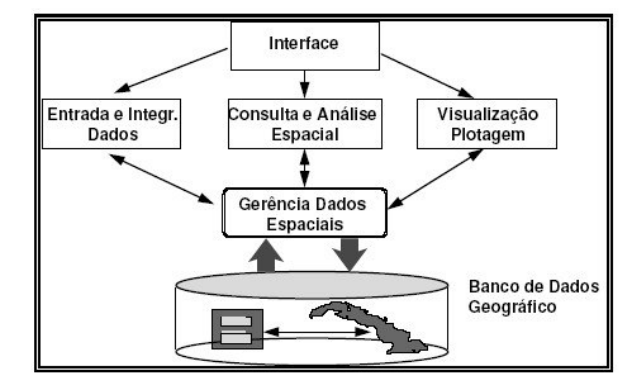 Interface
Entrada e Integr.
Dados
Consulta e Análise
Espacial
Visualização
Plotagem
Gerência Dados
Espaciais
Banco de Dados
Geográfico